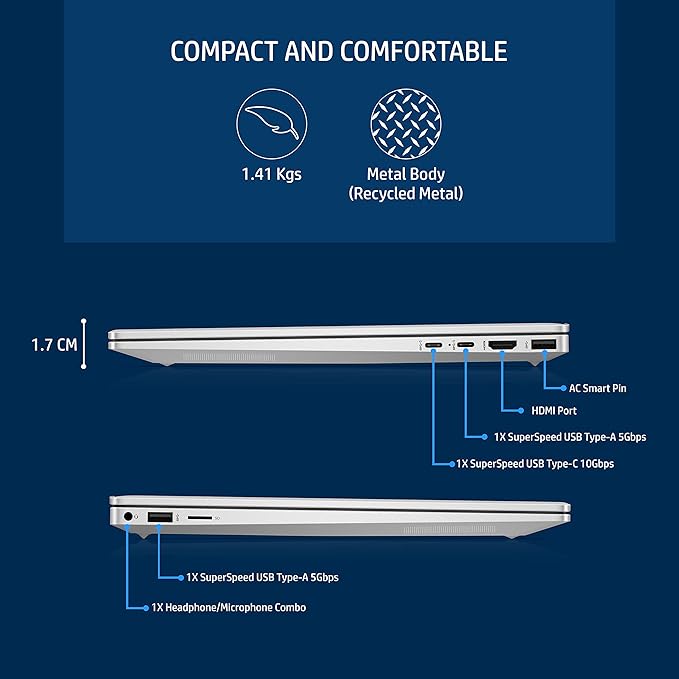 COMPACT AND COMFORTABLE
1.41 Kgs
Metal Body
(Recycled Metal)
1.7 CM
AC Smart Pin
HDMI Port
1X SuperSpeed USB Type-A 5Gbps
1X SuperSpeed USB Type-C 10Gbps
1X SuperSpeed USB Type-A 5Gbps
1X Headphone/Microphone Combo